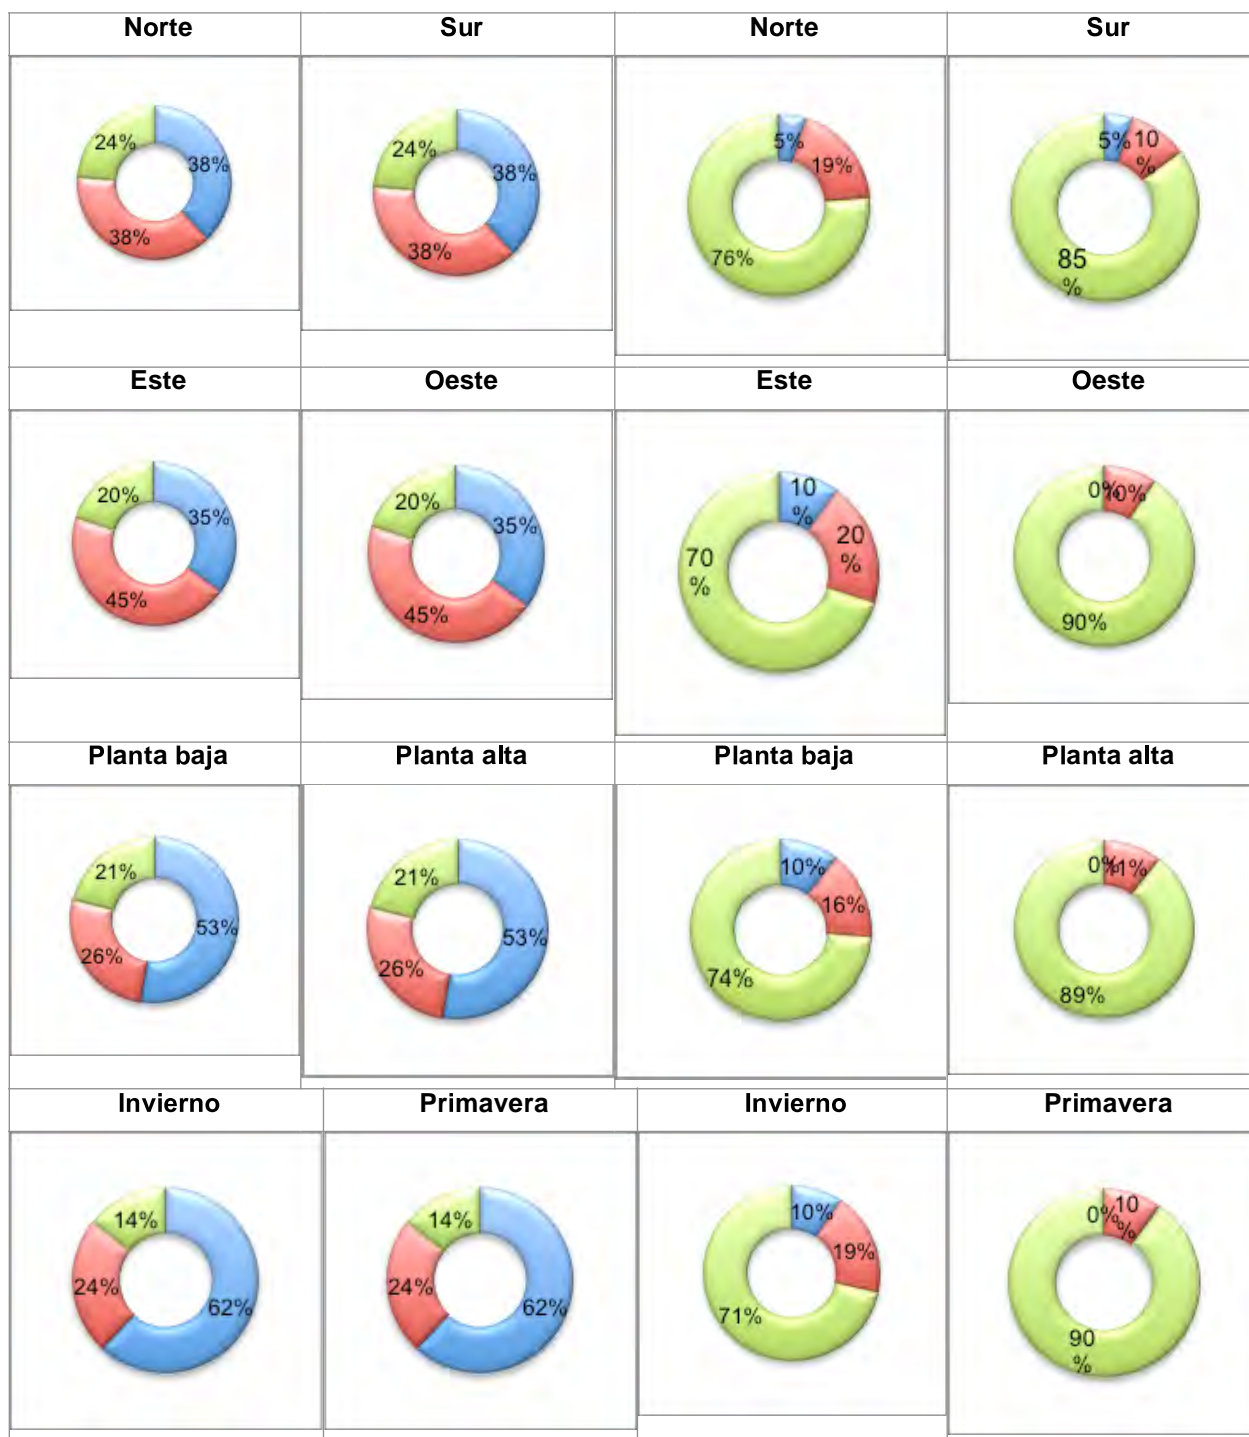 Norte Sur Norte Sur
24% 38% 38%
24% 38% 38%
5% 19% 76%
5% 10
%
85
%
Este Oeste Este Oeste
20% 35% 45%
20% 35% 45%
10
%
20
%
70
%
0% 10% 90%
Planta baja Planta alta Planta baja Planta alta
21% 53% 26%
21% 53% 26%
10% 16% 74%
0% 11% 89%
Invierno Primavera Invierno Primavera
14% 24% 62%
14% 24% 62%
10% 19% 71%
0% 10
%
90
%